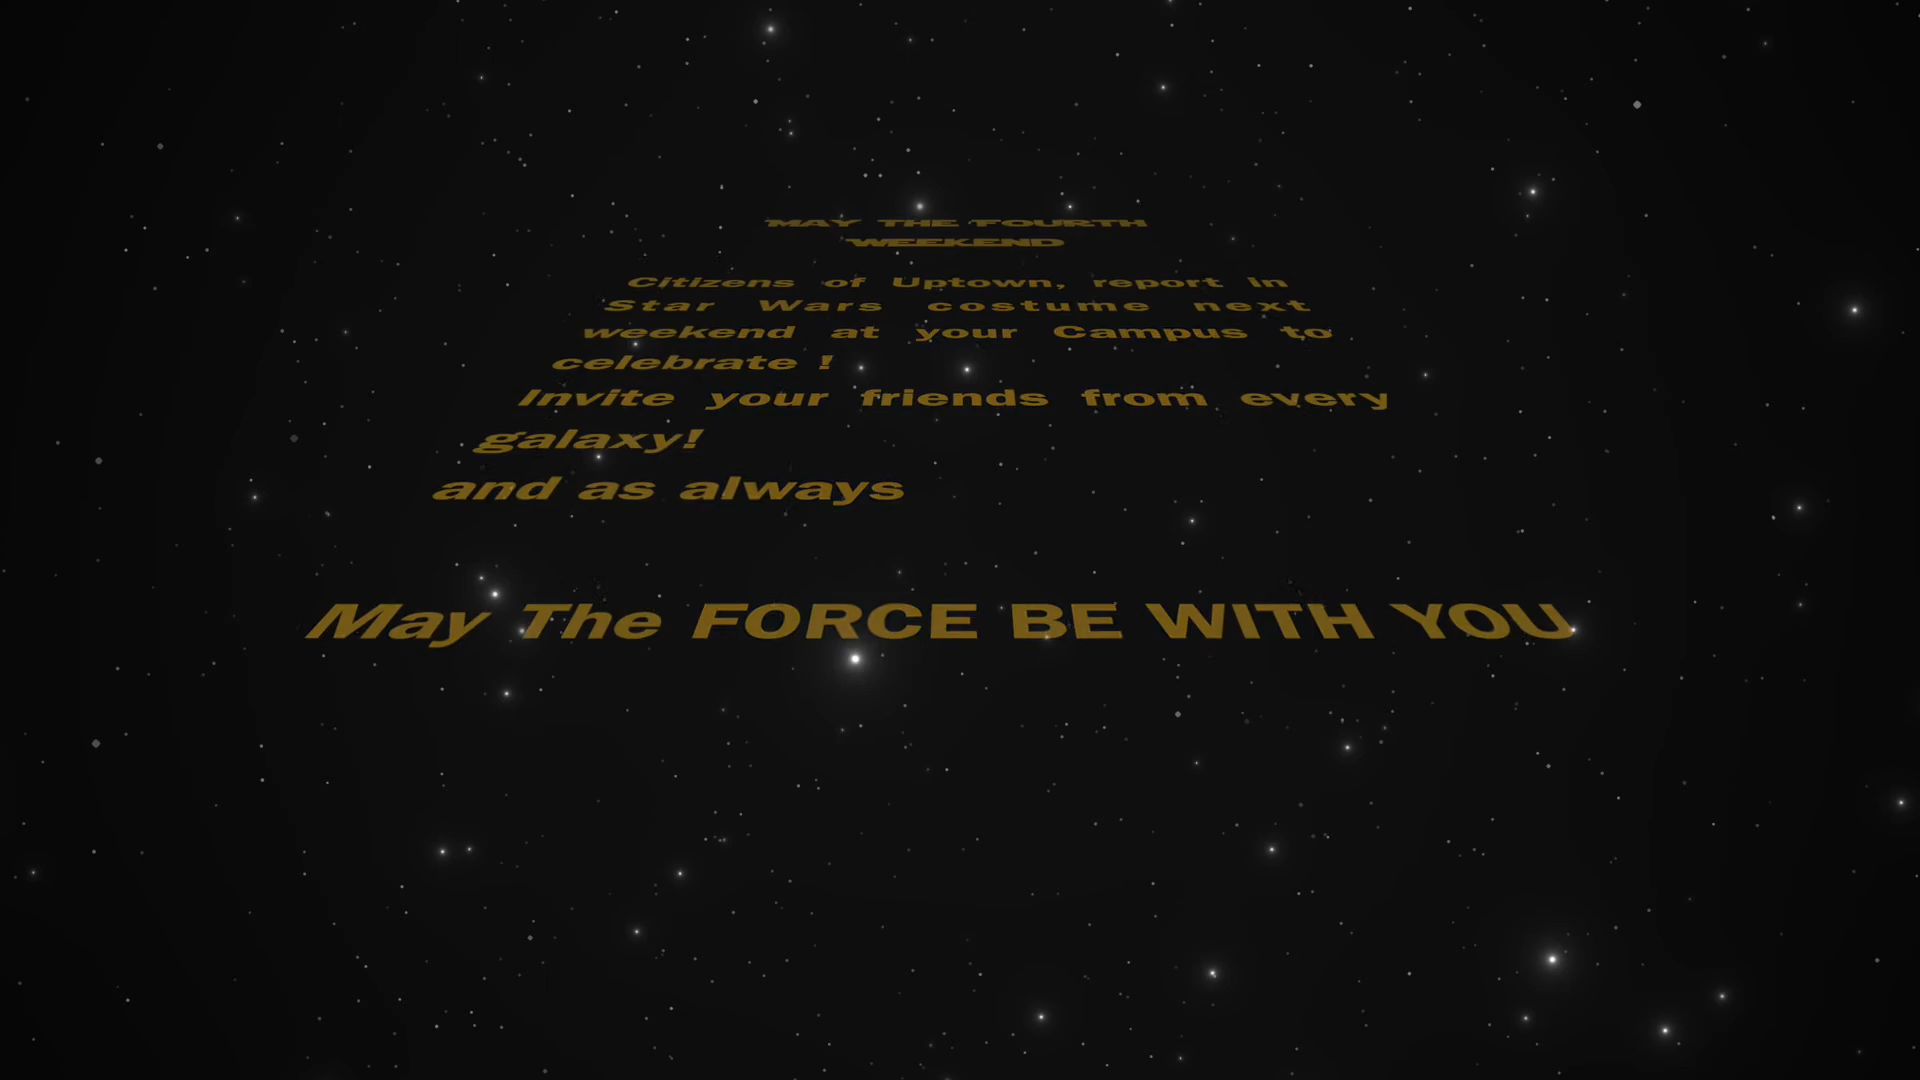 MAY THE FOURTH
WEEKEND
Citizens of Uptown, report in
Star Wars costume next
weekend at your Campus to
celebrate !
Invite your friends from every
galaxy!
and as always
May The FORCE BE WITH YOU